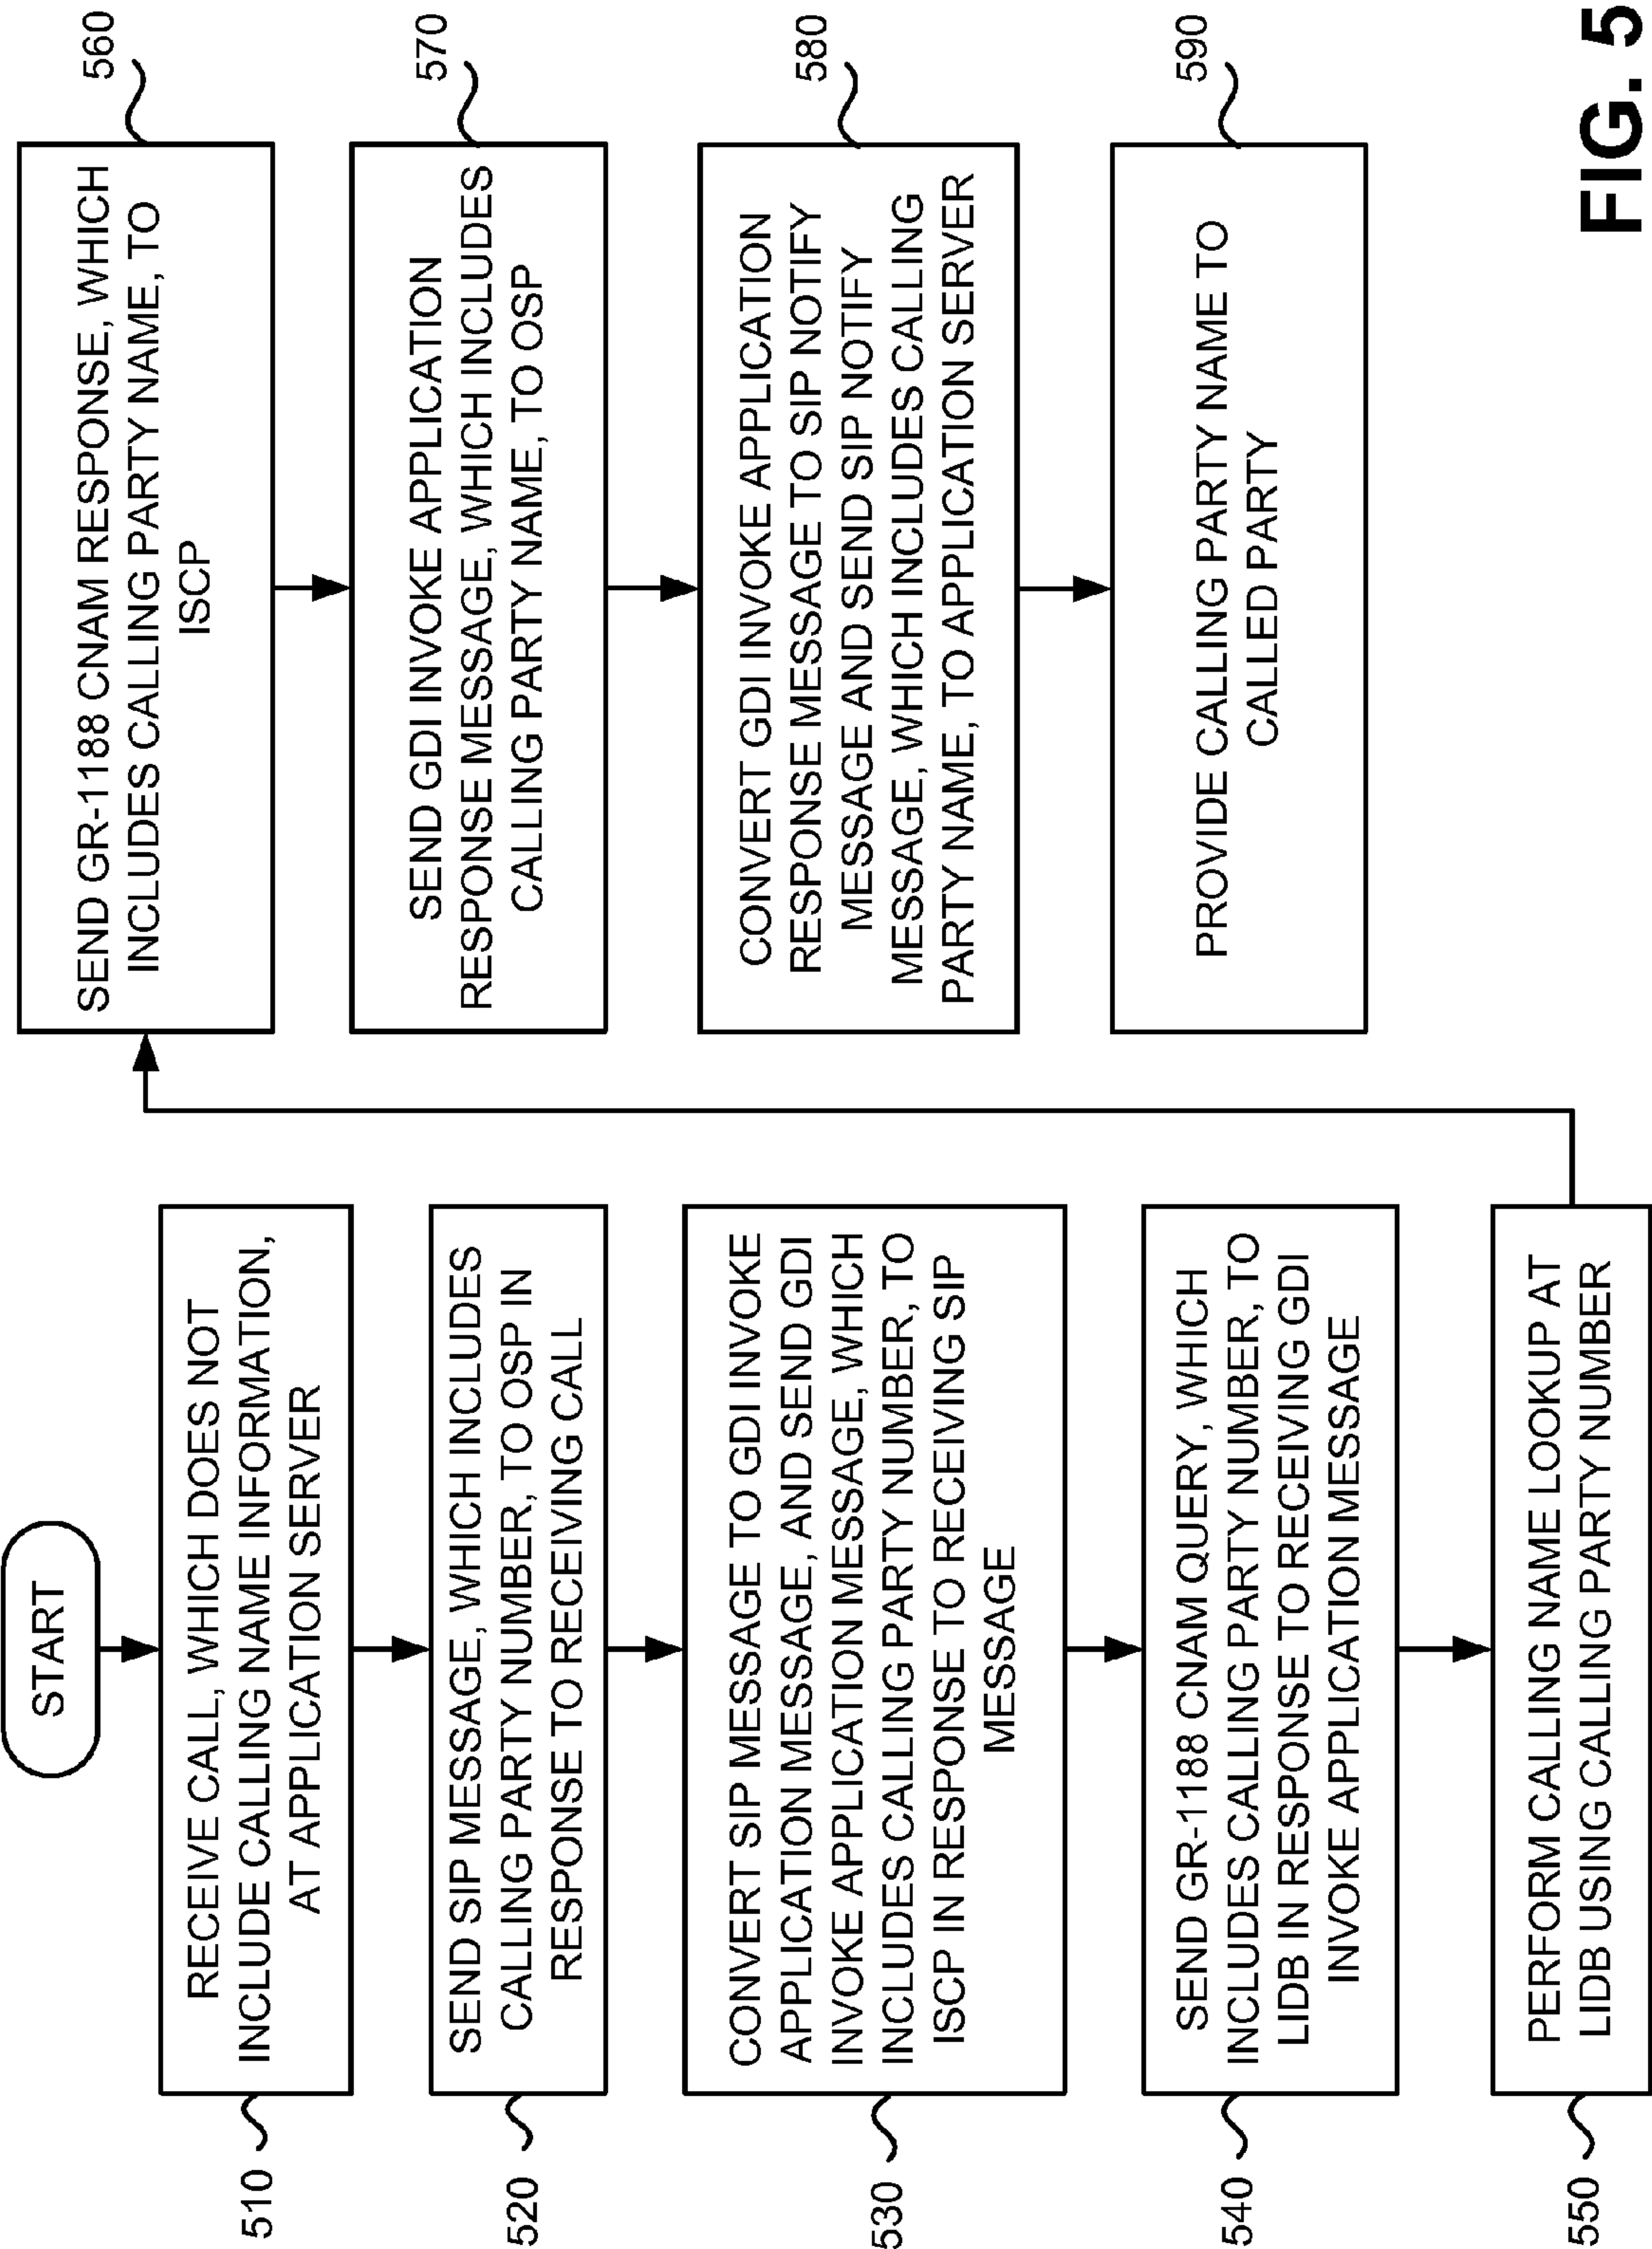 START
RECEIVE CALL, WHICH DOES NOT
INCLUDE CALLING NAME INFORMATION,
AT APPLICATION SERVER
510
SEND SIP MESSAGE, WHICH INCLUDES
CALLING PARTY NUMBER, TO OSP IN
RESPONSE TO RECEIVING CALL
520
CONVERT SIP MESSAGE TO GDI INVOKE
APPLICATION MESSAGE, AND SEND GDI
INVOKE APPLICATION MESSAGE, WHICH
INCLUDES CALLING PARTY NUMBER, TO
ISCP IN RESPONSE TO RECEIVING SIP
MESSAGE
530
SEND GR-1188 CNAM QUERY, WHICH
INCLUDES CALLING PARTY NUMBER, TO
LIDB IN RESPONSE TO RECEIVING GDI
INVOKE APPLICATION MESSAGE
540
PERFORM CALLING NAME LOOKUP AT
LIDB USING CALLING PARTY NUMBER
550
SEND GR-1188 CNAM RESPONSE, WHICH
INCLUDES CALLING PARTY NAME, TO
ISCP
560
SEND GDI INVOKE APPLICATION
RESPONSE MESSAGE, WHICH INCLUDES
CALLING PARTY NAME, TO OSP
570
CONVERT GDI INVOKE APPLICATION
RESPONSE MESSAGE TO SIP NOTIFY
MESSAGE AND SEND SIP NOTIFY
MESSAGE, WHICH INCLUDES CALLING
PARTY NAME, TO APPLICATION SERVER
580
PROVIDE CALLING PARTY NAME TO
CALLED PARTY
590
FIG. 5